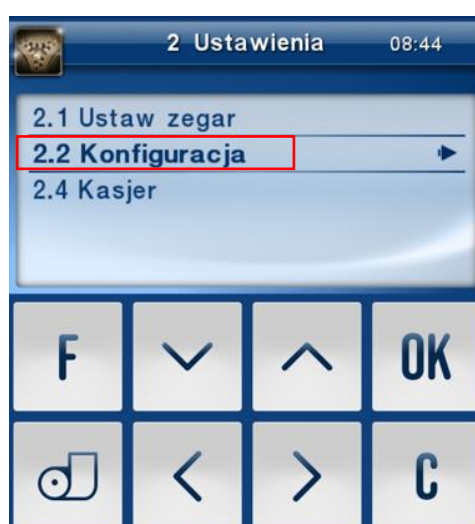 2 Ustawienia 08:44
2.1 Ustaw zegar
2.2 Konfiguracja
2.4 Kasjer
F OK
C